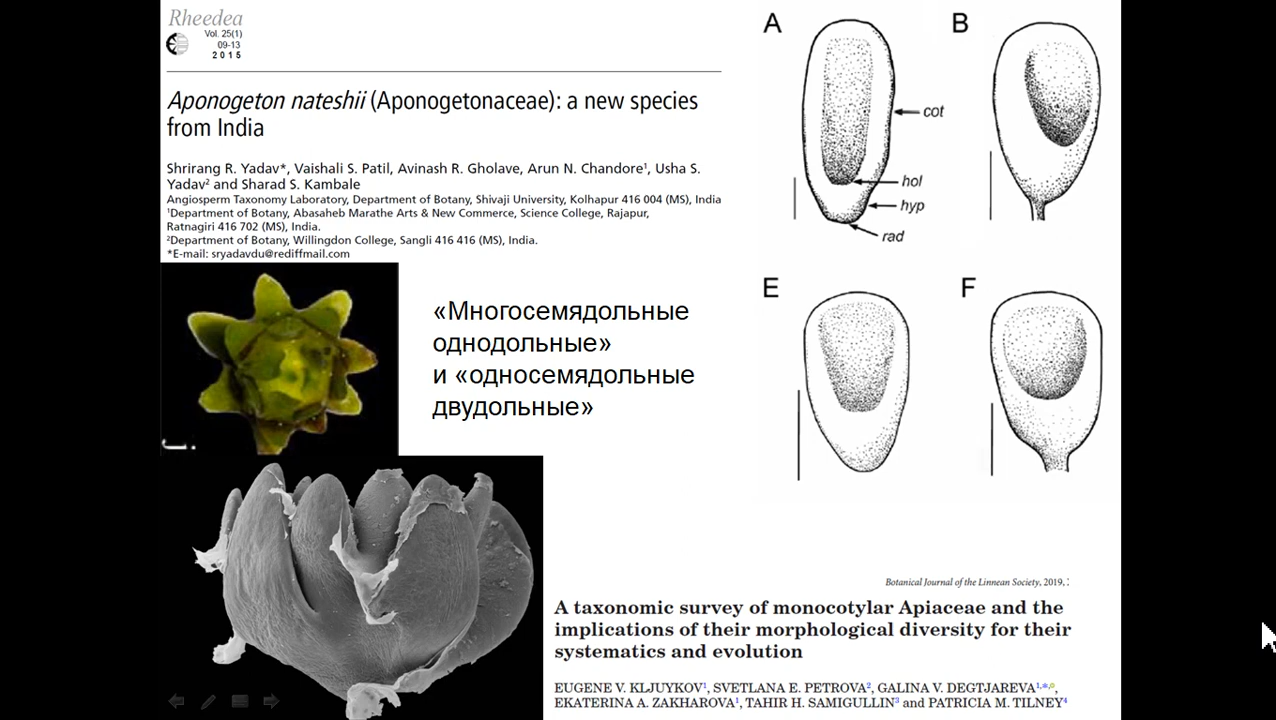 Rheedea
Vol. 25(1)
09-13
2015
Aponogeton nateshii (Aponogetonaceae): a new species
from India
Shrirang R. Yadav*, Vaishali S. Patil, Avinash R. Gholave, Arun N. Chandore¹, Usha S.
Yadav² and Sharad S. Kambale
Angiosperm Taxonomy Laboratory, Department of Botany, Shivaji University, Kolhapur 416 004 (MS), India
¹Department of Botany, Abasaheb Marathe Arts & New Commerce, Science College, Rajapur,
Ratnagiri 416 702 (MS), India.
²Department of Botany, Willingdon College, Sangli 416 416 (MS), India.
*E-mail: sryadavdu@rediffmail.com
«Многосемядольные
однодольные»
и «односемядольные
двудольные»
A
B
cot
hol
hyp
rad
E
F
Botanical Journal of the Linnean Society, 2019,
A taxonomic survey of monocotylar Apiaceae and the
implications of their morphological diversity for their
systematics and evolution
EUGENE V. KLJUYKOV¹, SVETLANA E. PETROVA², GALINA V. DEGTJAREVA¹,*,
EKATERINA A. ZAKHAROVA¹, TAHIR H. SAMIGULLIN³ and PATRICIA M. TILNEY⁴